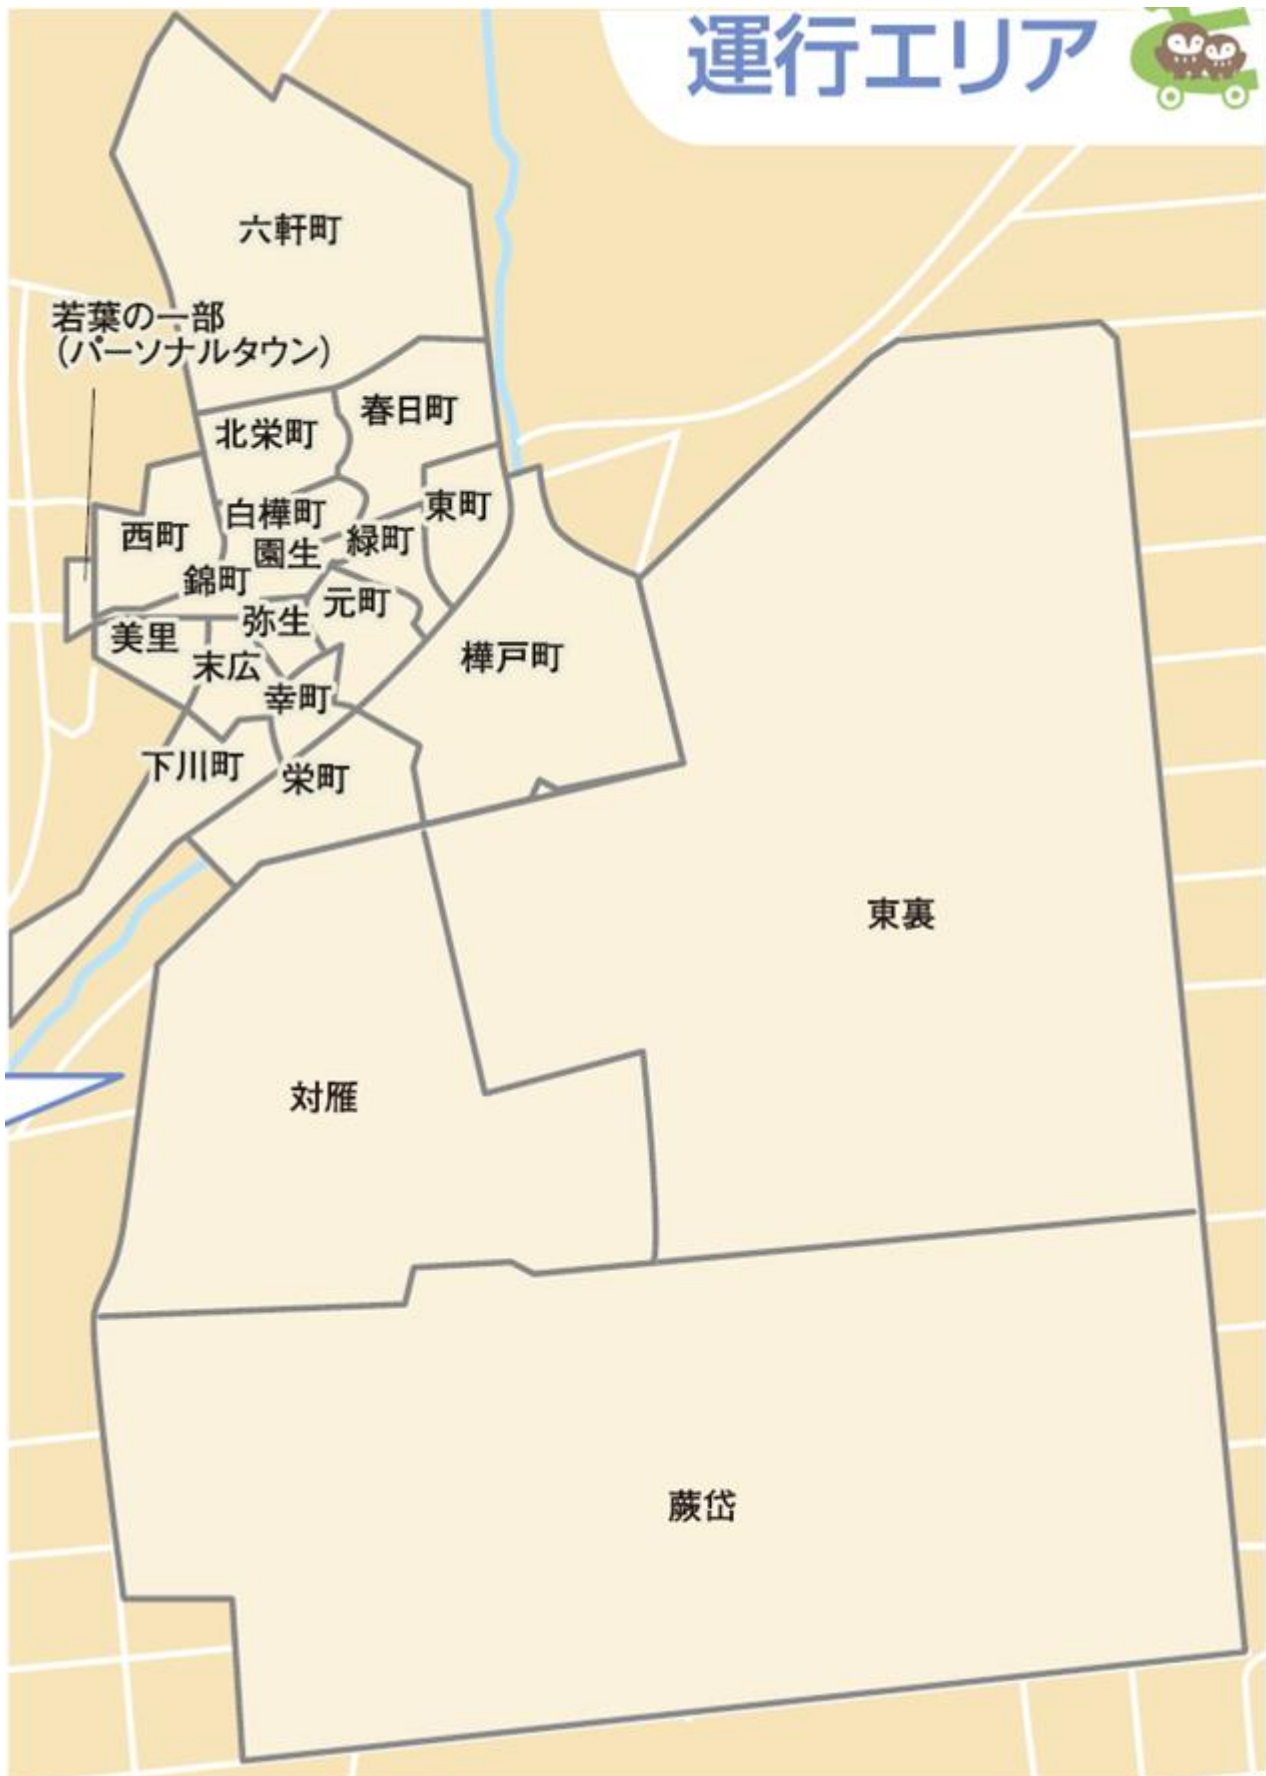 運行エリア
六軒町
若葉の一部
（パーソナルタウン）
春日町
北栄町
東町
白樺町
西町
緑町
園生
錦町
元町
弥生
美里
樺戸町
末広
幸町
下川町
栄町
東裏
対雁
蕨岱